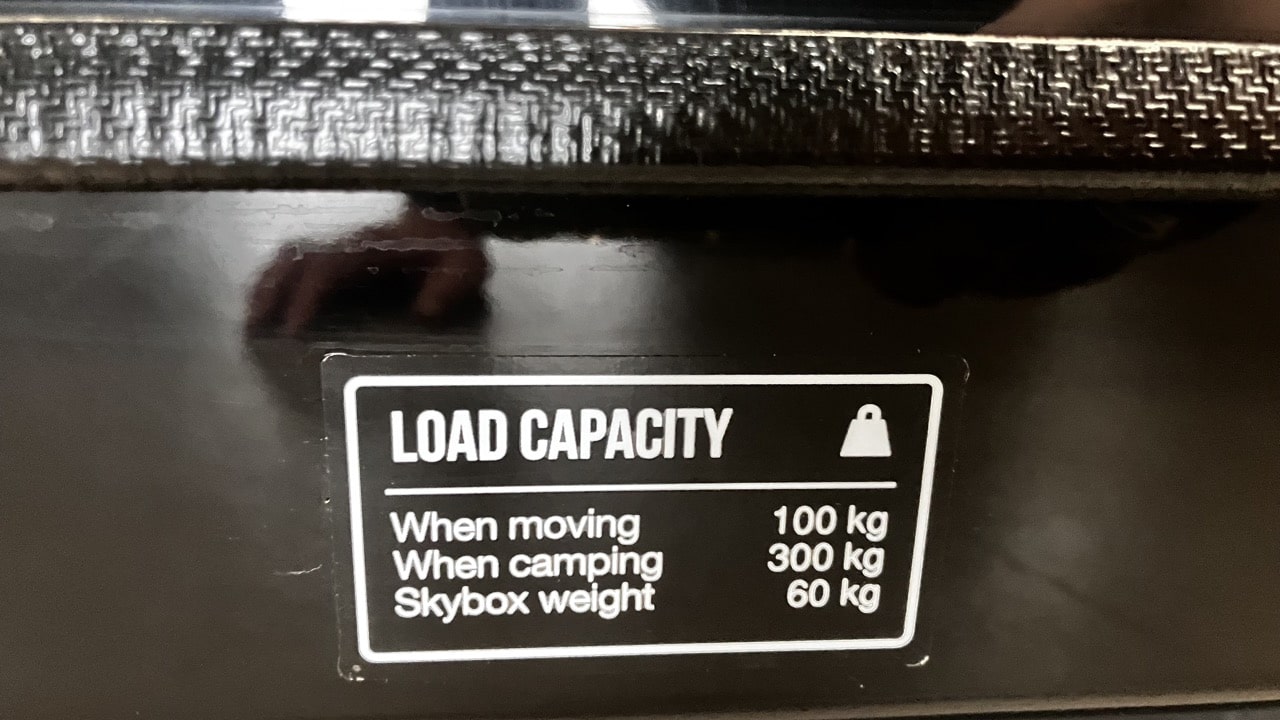 LOAD CAPACITY
When moving 100 kg
When camping 300 kg
Skybox weight 60 kg